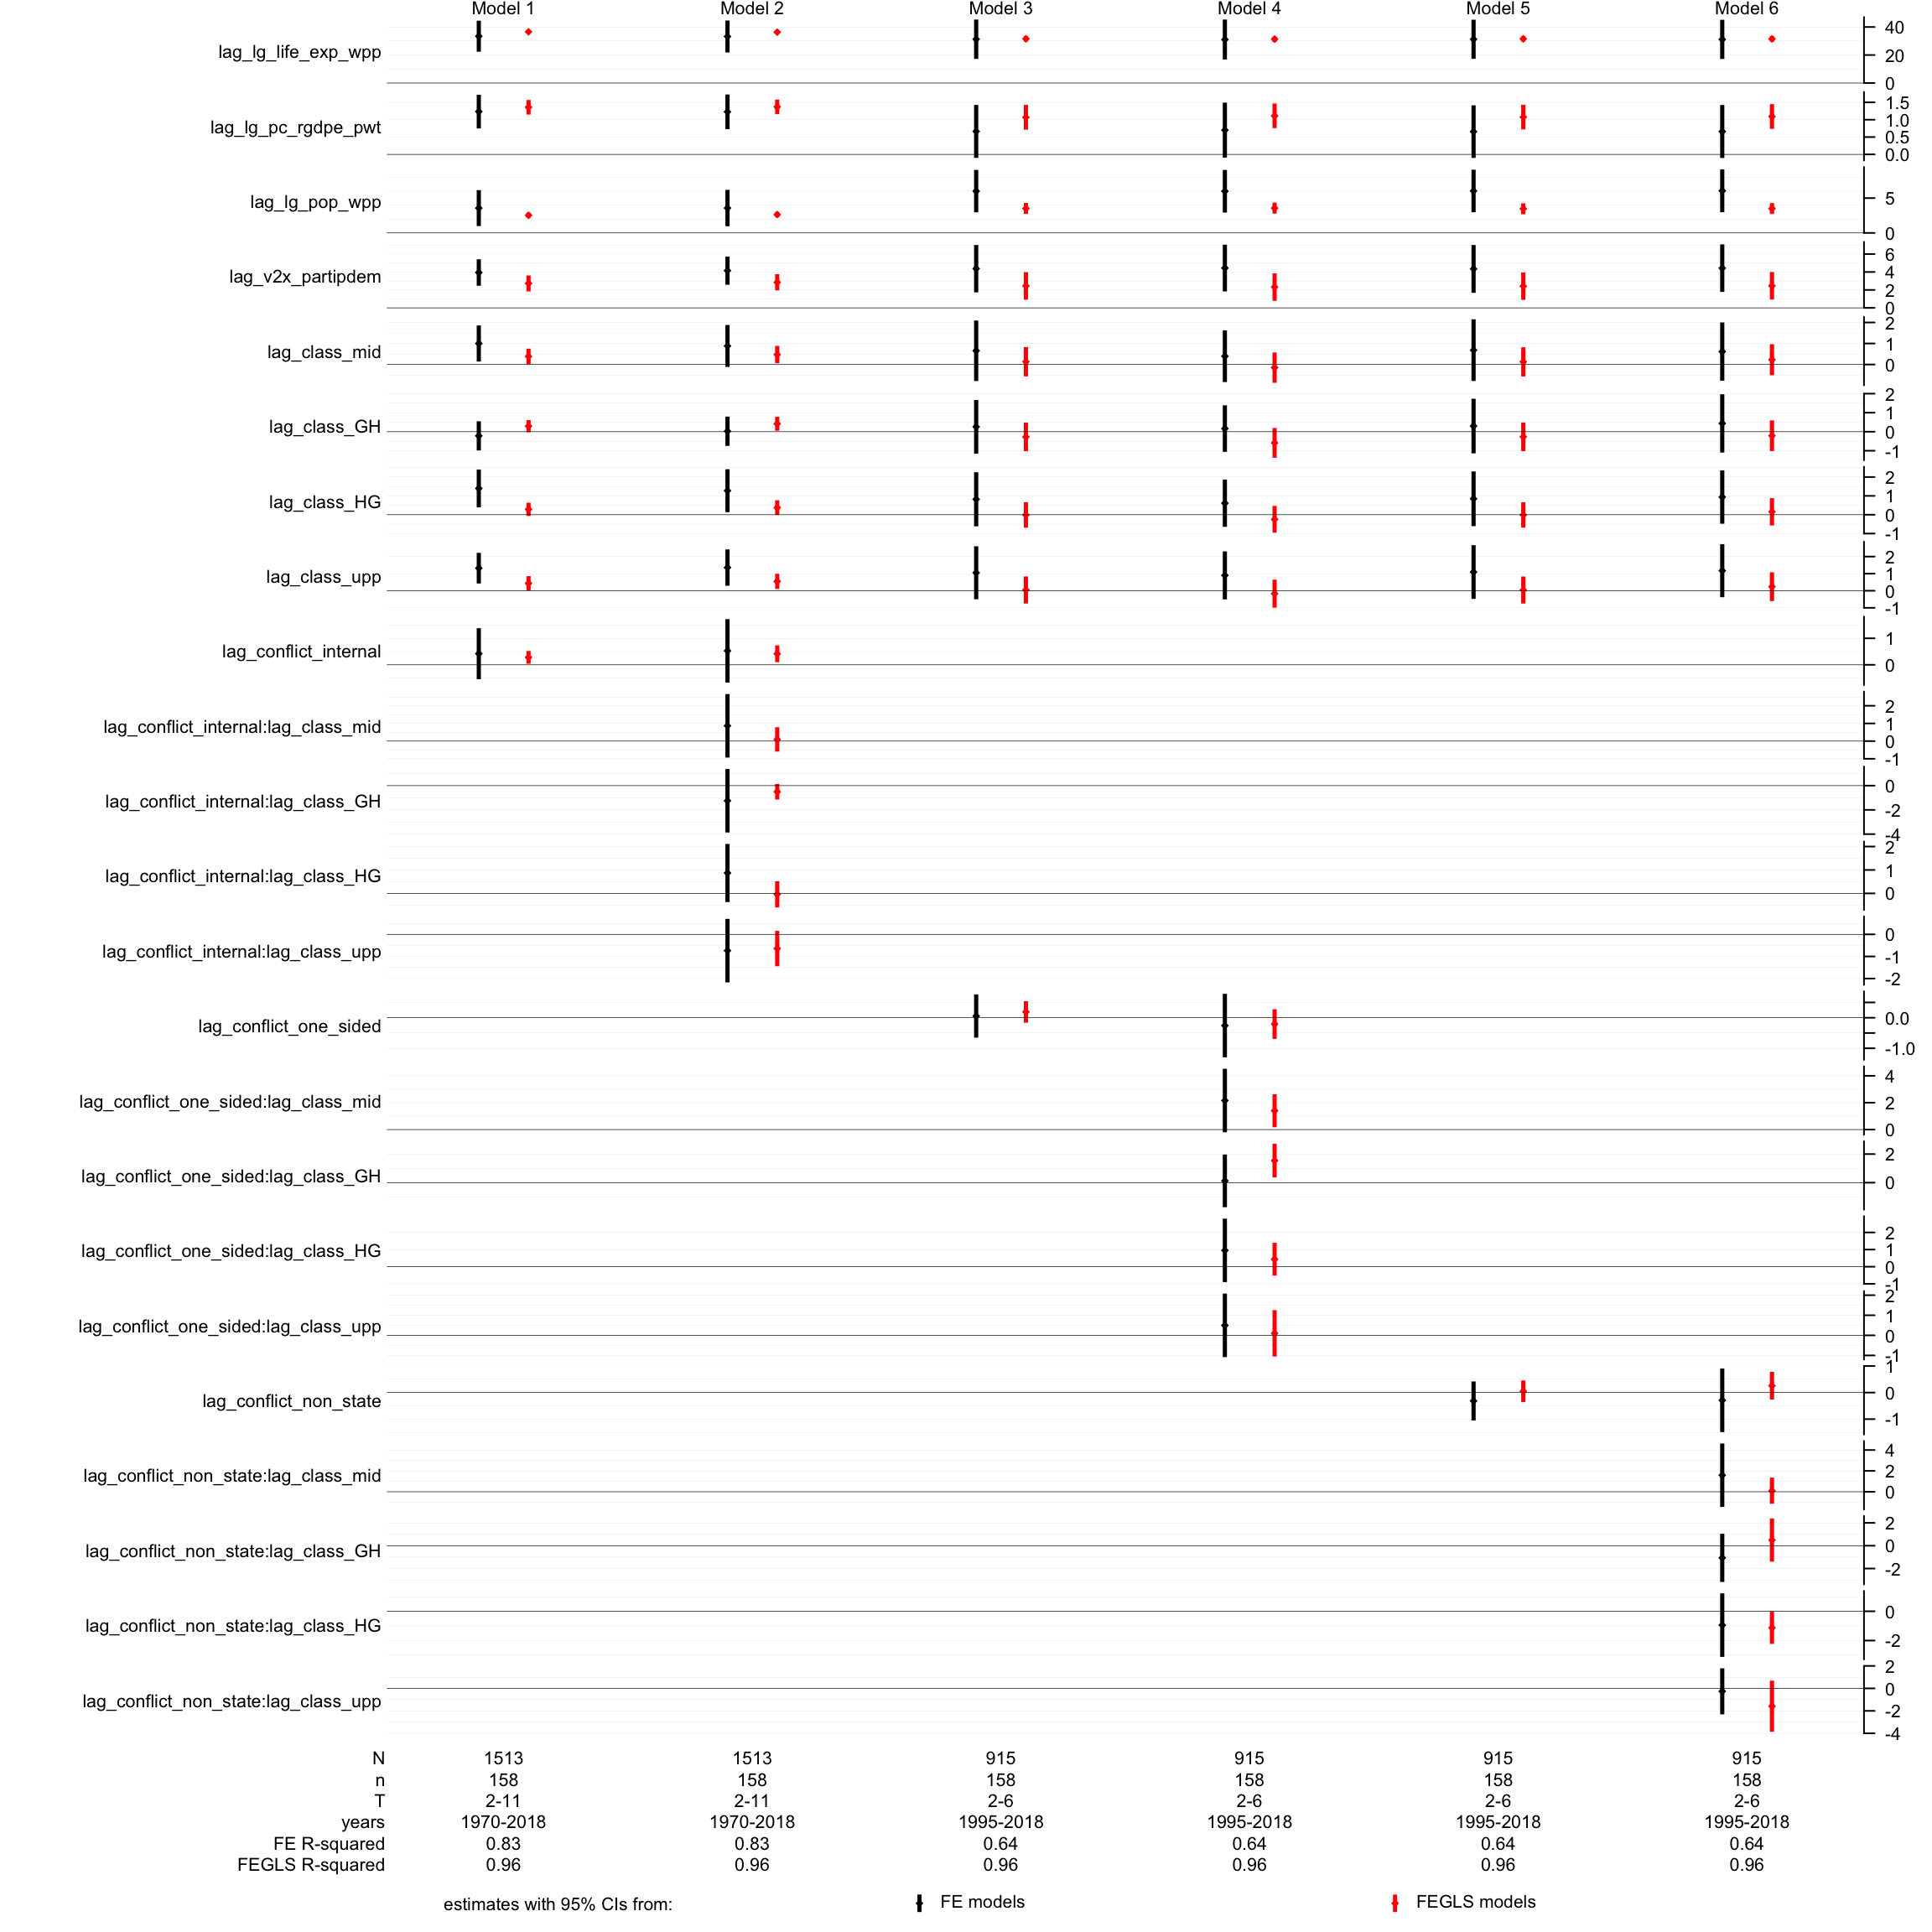 Model 1 Model 2 Model 3 Model 4 Model 5 Model 6
lag_lg_life_exp_wpp 40 20 0
lag_lg_pc_rgdpe_pwt 1.5 1.0 0.5 0.0
lag_lg_pop_wpp 5 0
lag_v2x_partipdem 6 4 2 0
lag_class_mid 2 1 0
lag_class_GH 2 1 0 -1
lag_class_HG 2 1 0 -1
lag_class_upp 2 1 0 -1
lag_conflict_internal 1 0
lag_conflict_internal:lag_class_mid 2 1 0 -1
lag_conflict_internal:lag_class_GH 0 -2 -4
lag_conflict_internal:lag_class_HG 2 1 0
lag_conflict_internal:lag_class_upp 0 -1 -2
lag_conflict_one_sided 0.0 -1.0
lag_conflict_one_sided:lag_class_mid 4 2 0
lag_conflict_one_sided:lag_class_GH 2 0
lag_conflict_one_sided:lag_class_HG 2 1 0 -1
lag_conflict_one_sided:lag_class_upp 2 1 0 -1
lag_conflict_non_state 1 0 -1
lag_conflict_non_state:lag_class_mid 4 2 0
lag_conflict_non_state:lag_class_GH 2 0 -2
lag_conflict_non_state:lag_class_HG 0 -2
lag_conflict_non_state:lag_class_upp 2 0 -2 -4
N 1513 1513 915 915 915 915
n 158 158 158 158 158 158
T 2-11 2-11 2-6 2-6 2-6 2-6
years 1970-2018 1970-2018 1995-2018 1995-2018 1995-2018 1995-2018
FE R-squared 0.83 0.83 0.64 0.64 0.64 0.64
FEGLS R-squared 0.96 0.96 0.96 0.96 0.96 0.96
estimates with 95% CIs from: FE models FEGLS models